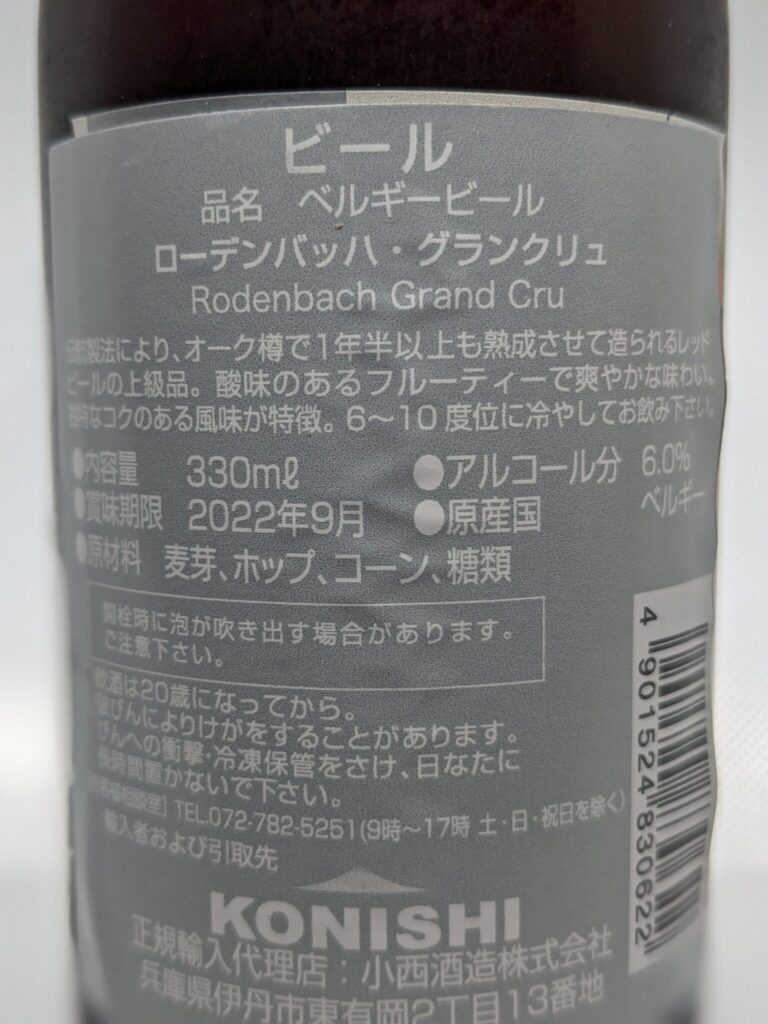 ビール
品名 ベルギービール
ローデンバッハ・グランクリュ
Rodenbach Grand Cru
製法により、オーク樽で1年半以上も熟成させて造られるレッド
ビールの上級品。酸味のあるフルーティーで爽やかな味わい。
なコクのある風味が特徴。6〜10度位に冷やしてお飲み下さい。
●内容量 330mℓ ●アルコール分 6.0%
●賞味期限 2022年9月 ●原産国 ベルギー
●原材料 麦芽、ホップ、コーン、糖類
開栓時に泡が吹き出す場合があります。
ご注意下さい。
飲酒は20歳になってから。
びんによりけがをすることがあります。
びんへの衝撃・冷凍保管をさけ、日なたに
長時間置かないで下さい。
相談室】TEL.072-782-5251(9時〜17時 土・日・祝日を除く)
輸入者および引取先
KONISHI
正規輸入代理店：小西酒造株式会社
兵庫県伊丹市東有岡2丁目13番地
4 901524 830622